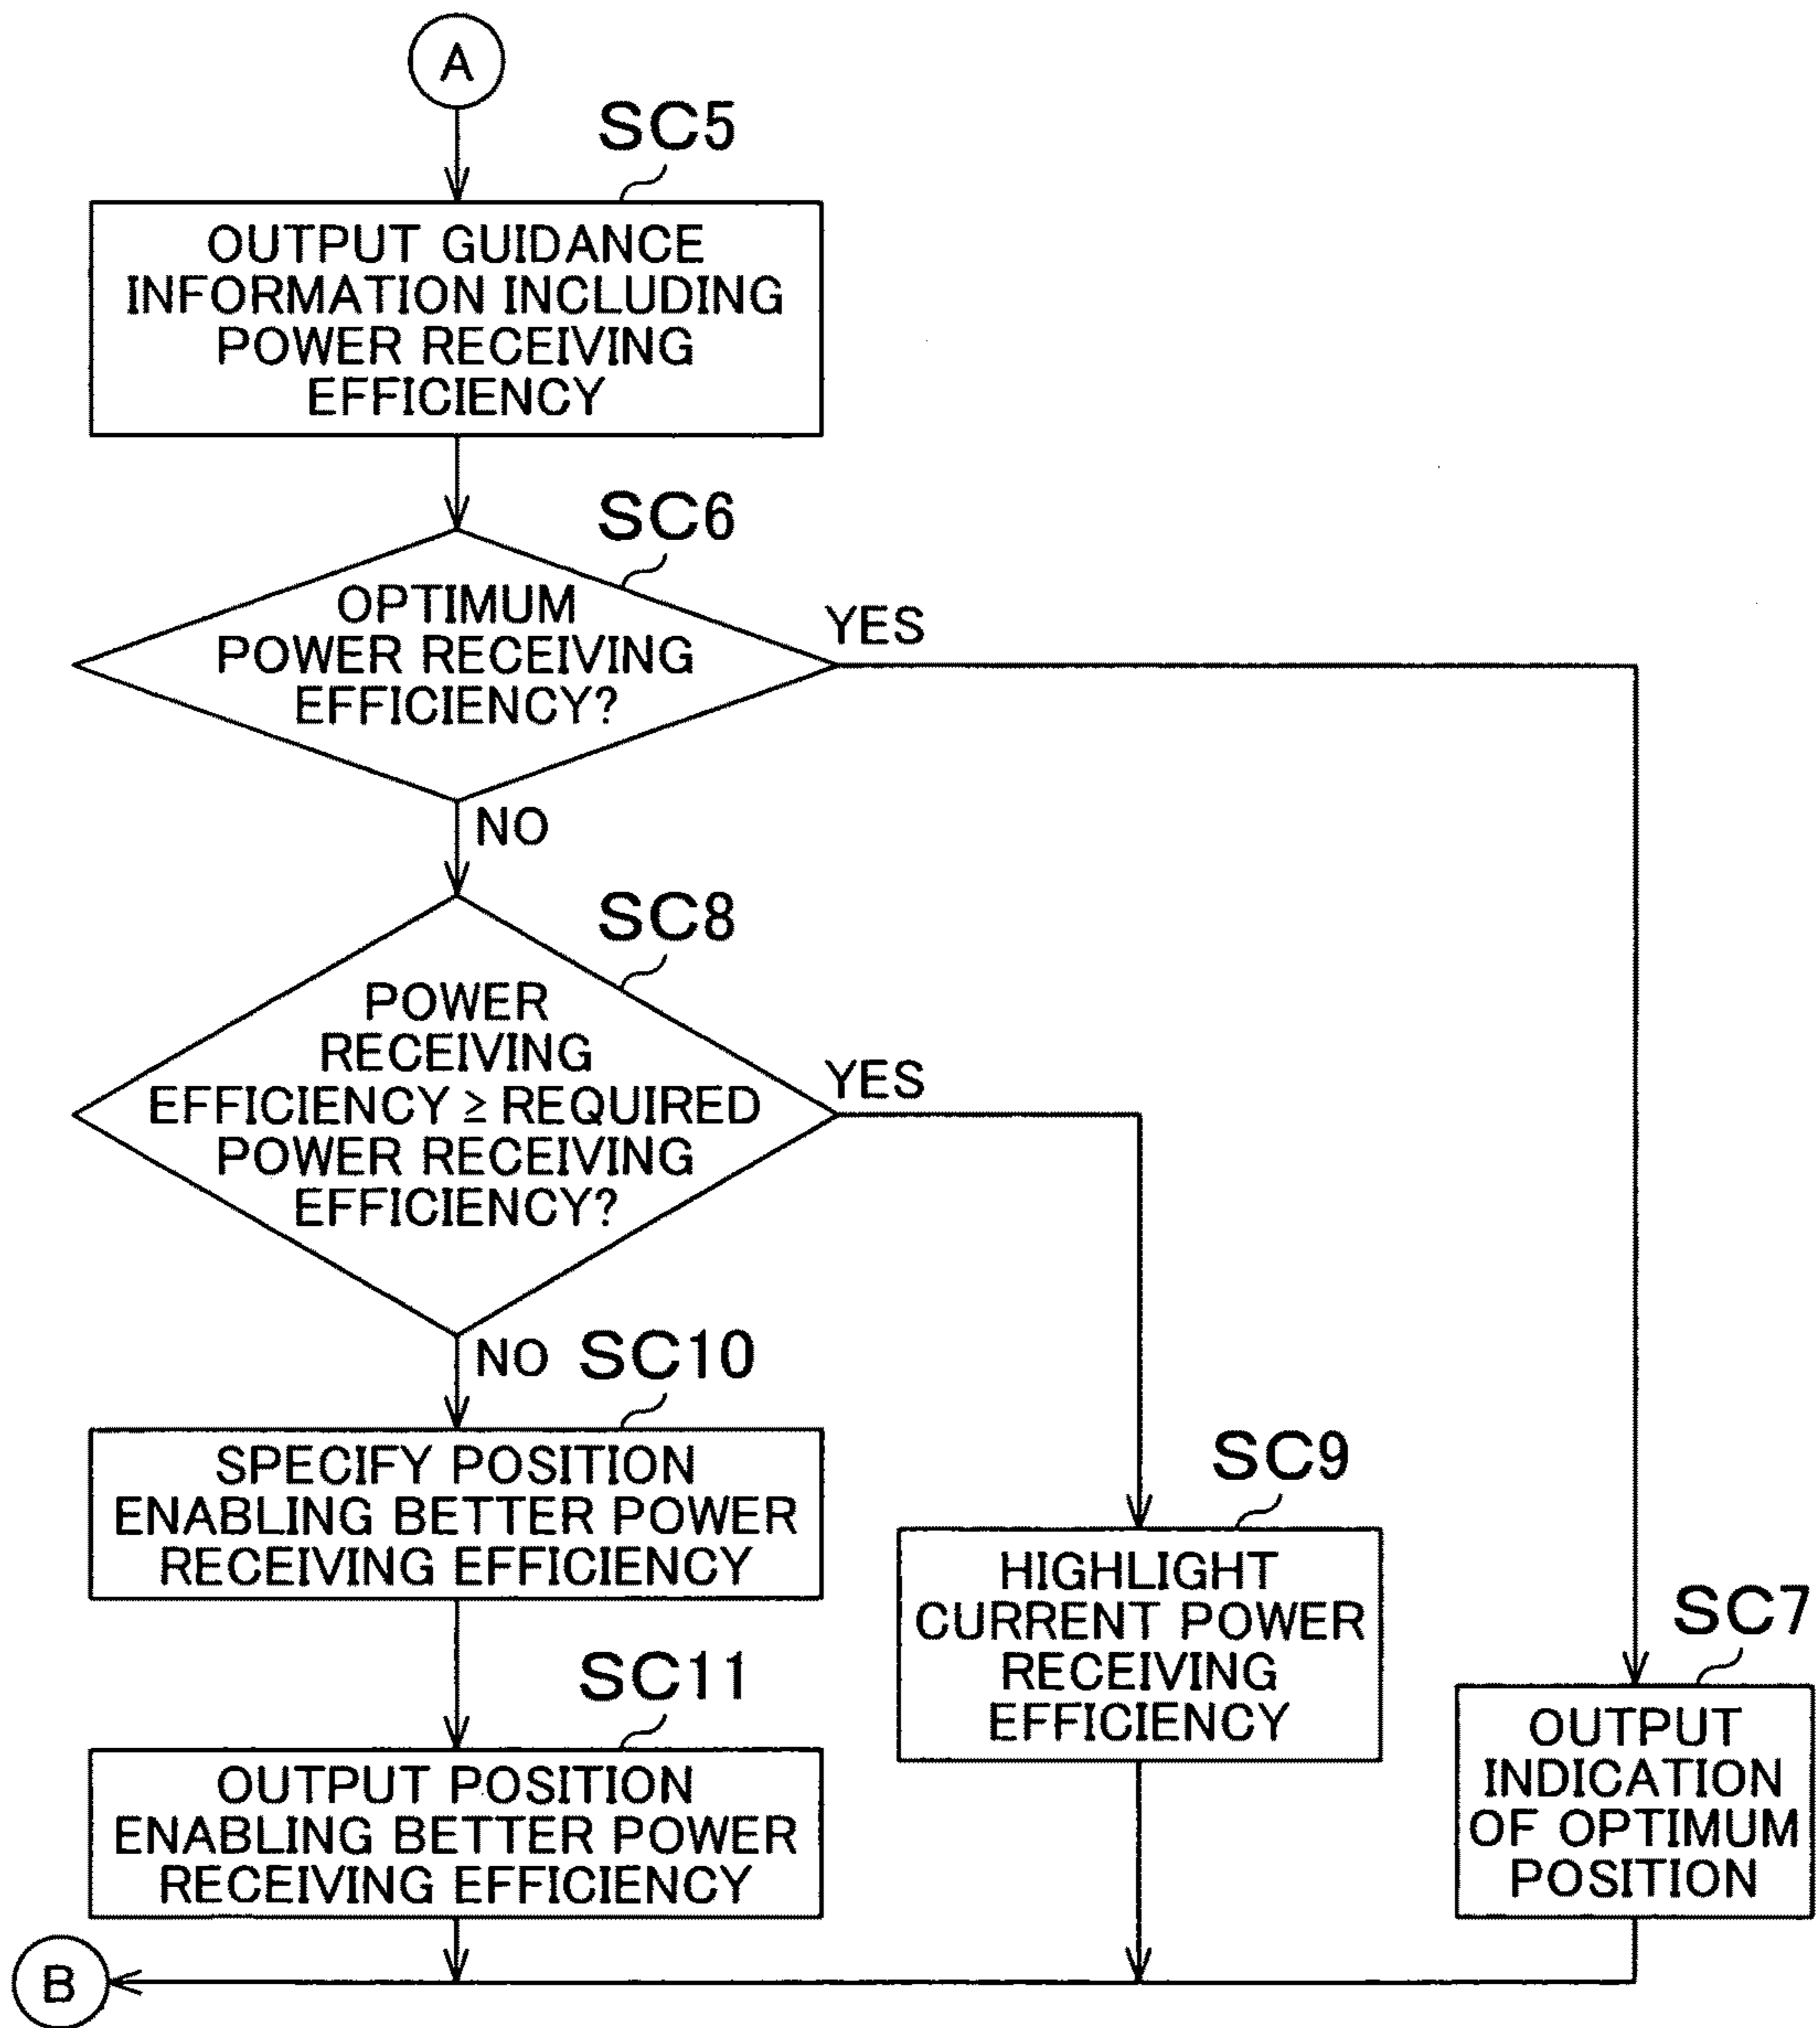 A
SC5
OUTPUT GUIDANCE
INFORMATION INCLUDING
POWER RECEIVING
EFFICIENCY
SC6
OPTIMUM
POWER RECEIVING
EFFICIENCY?
YES
NO
SC8
POWER
RECEIVING
EFFICIENCY ≥ REQUIRED
POWER RECEIVING
EFFICIENCY?
YES
NO
SC10
SPECIFY POSITION
ENABLING BETTER POWER
RECEIVING EFFICIENCY
SC9
HIGHLIGHT
CURRENT POWER
RECEIVING
EFFICIENCY
SC7
OUTPUT
INDICATION
OF OPTIMUM
POSITION
SC11
OUTPUT POSITION
ENABLING BETTER POWER
RECEIVING EFFICIENCY
B